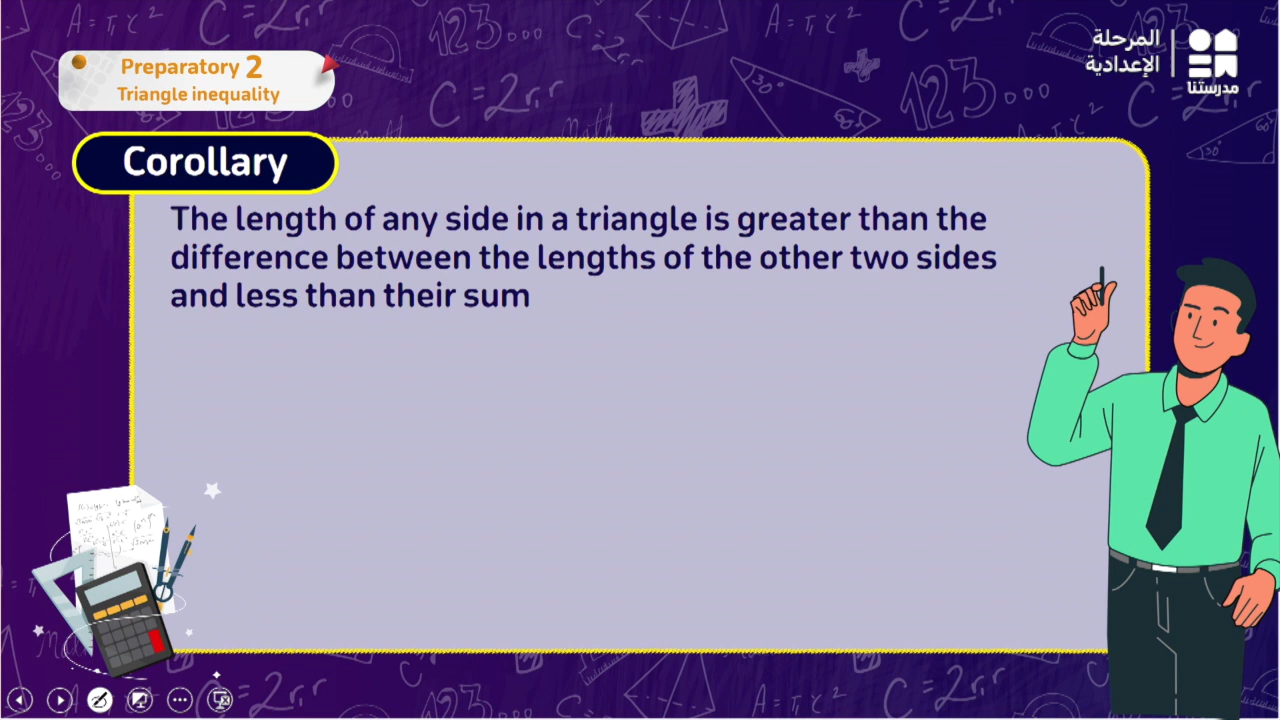 المرحلة
الإعدادية
مدرستنا
Preparatory 2
Triangle inequality
Corollary
The length of any side in a triangle is greater than the
difference between the lengths of the other two sides
and less than their sum